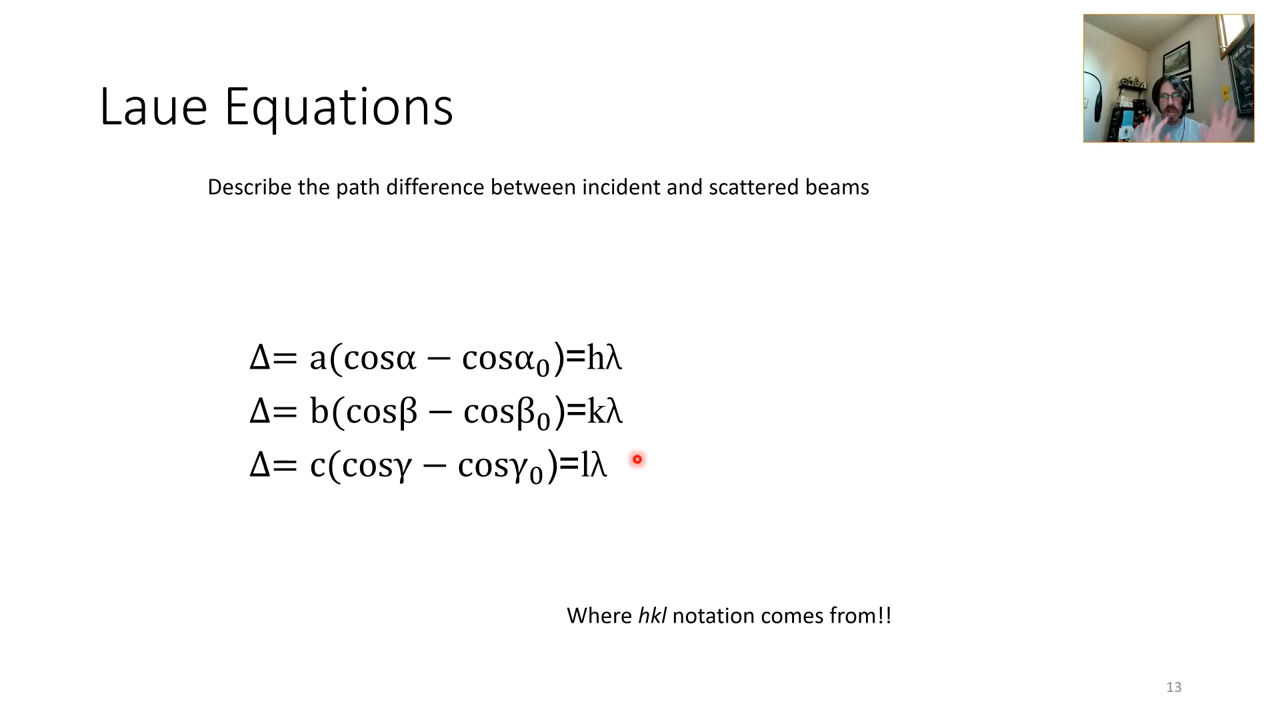 Laue Equations
Describe the path difference between incident and scattered beams
Δ= a(cosα − cosα₀)=hλ
Δ= b(cosβ − cosβ₀)=kλ
Δ= c(cosγ − cosγ₀)=lλ
Where hkl notation comes from!!
13